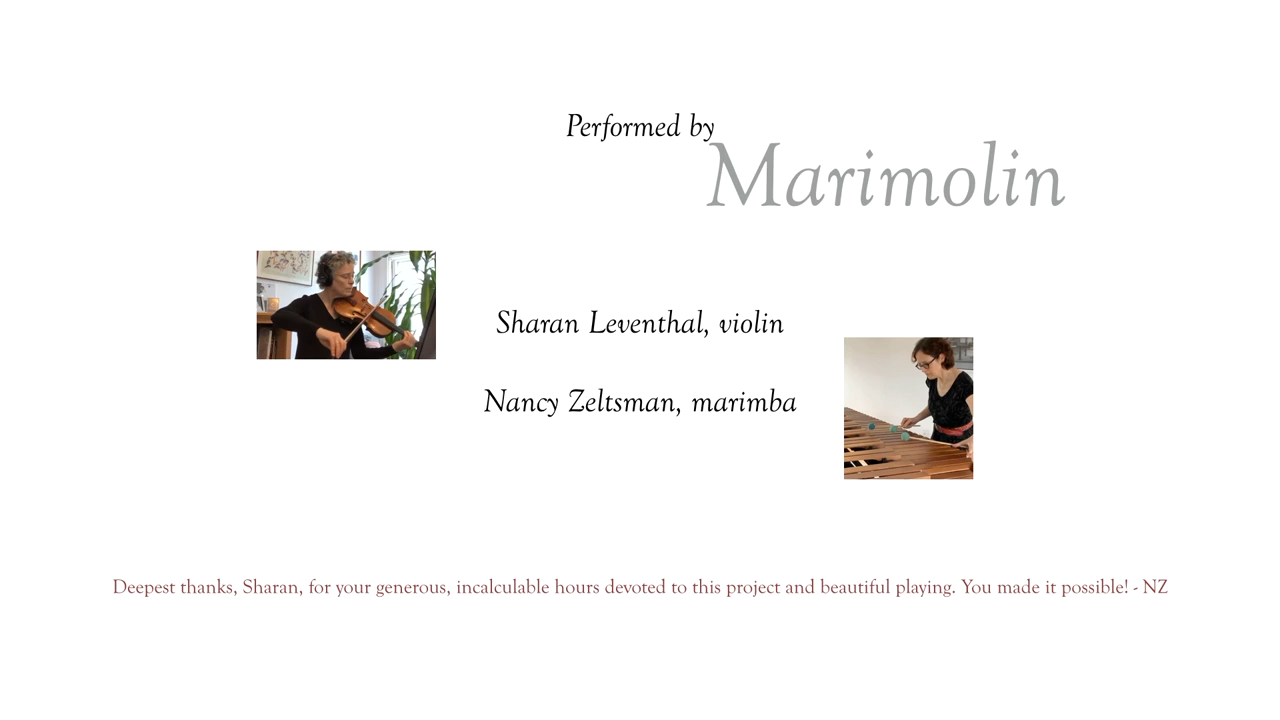 Performed by
Marimolin
Sharan Leventhal, violin
Nancy Zeltsman, marimba
Deepest thanks, Sharan, for your generous, incalculable hours devoted to this project and beautiful playing. You made it possible! - NZ